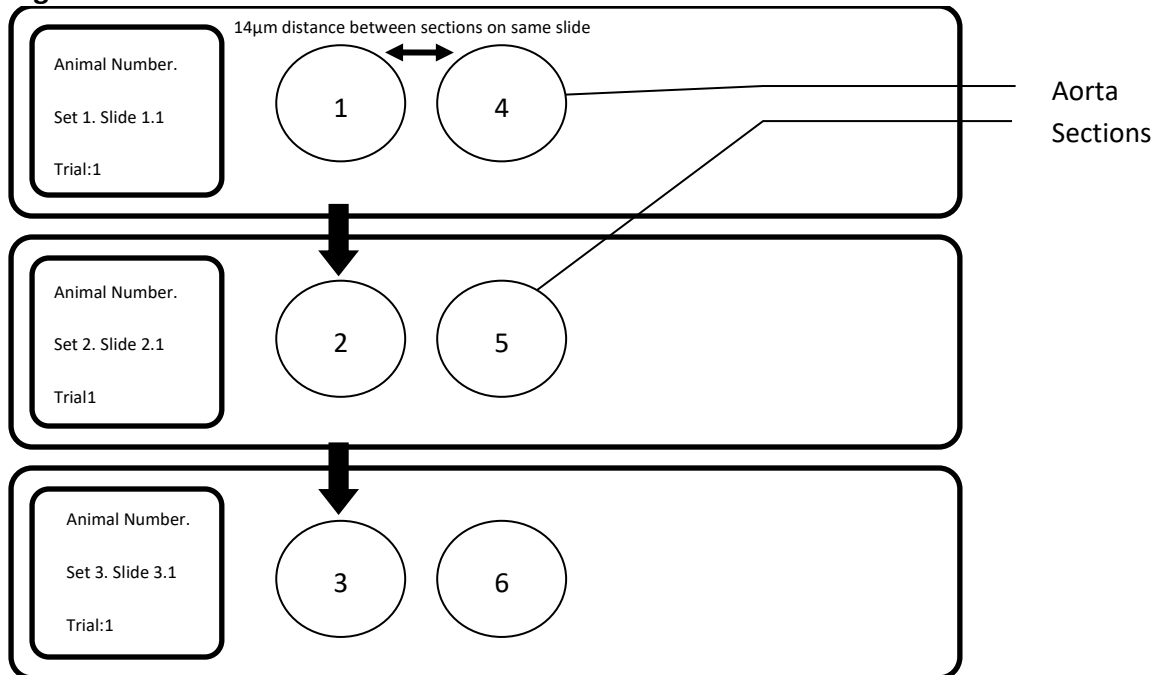 14µm distance between sections on same slide
Animal Number.
Set 1. Slide 1.1
Trial:1
1
4
Aorta
Sections
Animal Number.
Set 2. Slide 2.1
Trial1
2
5
Animal Number.
Set 3. Slide 3.1
Trial:1
3
6